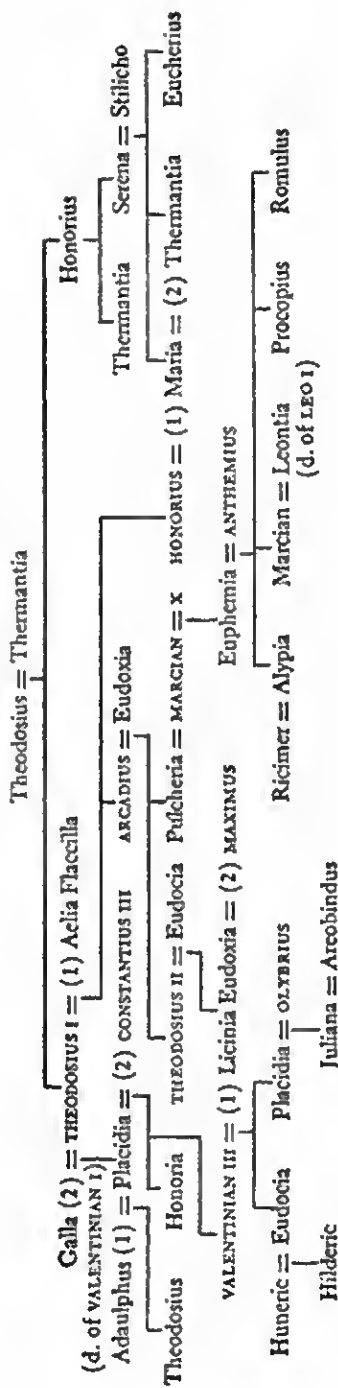 Theodosius = Thermantia
Galla (2) = THEODOSIUS I = (1) Aelia Flaccilla Honorius
(d. of VALENTINIAN I)
Thermantia Serena = Stilicho
Adaulphus (1) = Placidia = (2) CONSTANTIUS III ARCADIUS = Eudoxia HONORIUS = (1) Maria = (2) Thermantia Thermantia Eucherius
Theodosius Honoria THEODOSIUS II = Eudocia Pulcheria = MARCIAN = X
VALENTINIAN III = (1) Licinia Eudoxia = (2) MAXIMUS Euphemia = ANTHEMIUS
Huneric = Eudocia Placidia = OLYBRIUS Ricimer = Alypia Marcian = Leontia Procopius Romulus
(d. of LEO I)
Hilderic Juliana = Areobindus